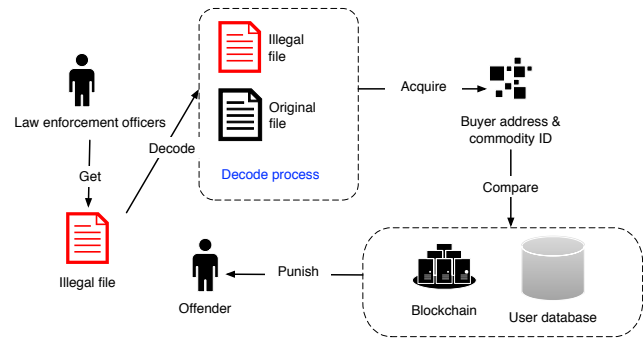 Law enforcement officers
Get
Illegal file
Decode
Illegal
file
Original
file
Decode process
Acquire
Buyer address &
commodity ID
Compare
Blockchain
User database
Punish
Offender